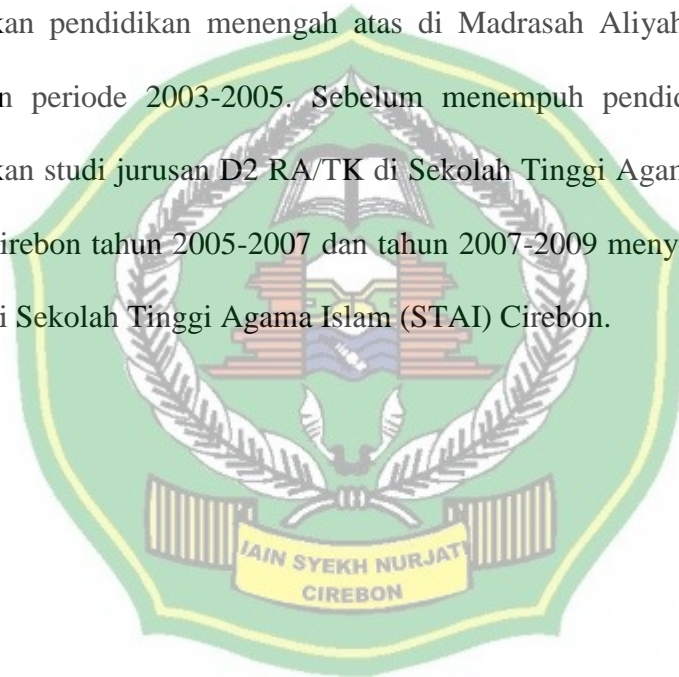 kan pendidikan menengah atas di Madrasah Aliyah
n periode 2003-2005. Sebelum menempuh pendid
kan studi jurusan D2 RA/TK di Sekolah Tinggi Agam
irebon tahun 2005-2007 dan tahun 2007-2009 meny
i Sekolah Tinggi Agama Islam (STAI) Cirebon.
IAIN SYEKH NURJATI
CIREBON